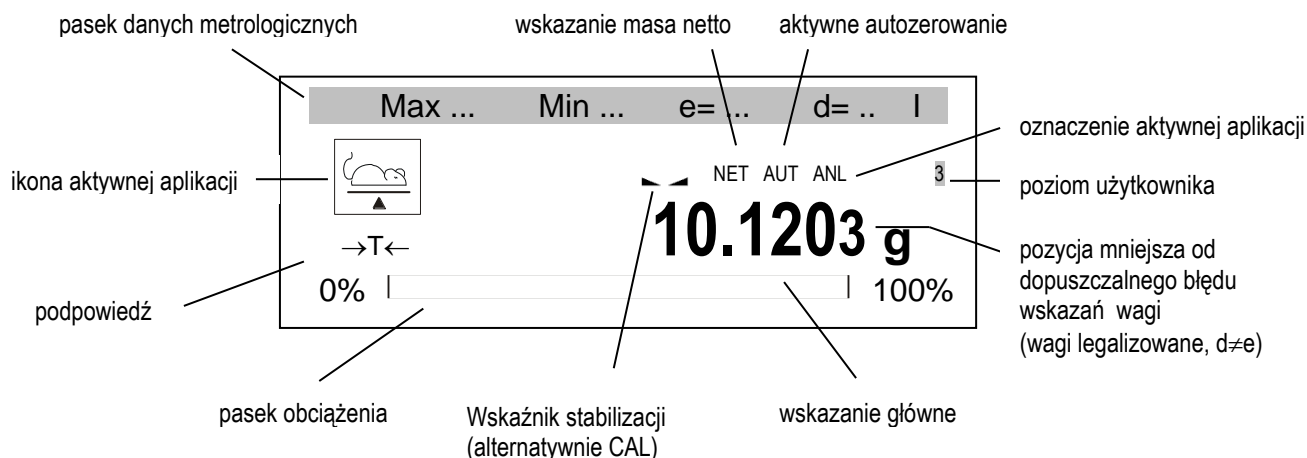 pasek danych metrologicznych wskazanie masa netto aktywne autozerowanie
Max ... Min ... e= ... d= .. I
oznaczenie aktywnej aplikacji
ikona aktywnej aplikacji
NET AUT ANL
3
poziom użytkownika
10.1203 g
→T←
pozycja mniejsza od
dopuszczalnego błędu
wskazań wagi
(wagi legalizowane, d≠e)
0% 100%
podpowiedź
pasek obciążenia
Wskaźnik stabilizacji
(alternatywnie CAL)
wskazanie główne